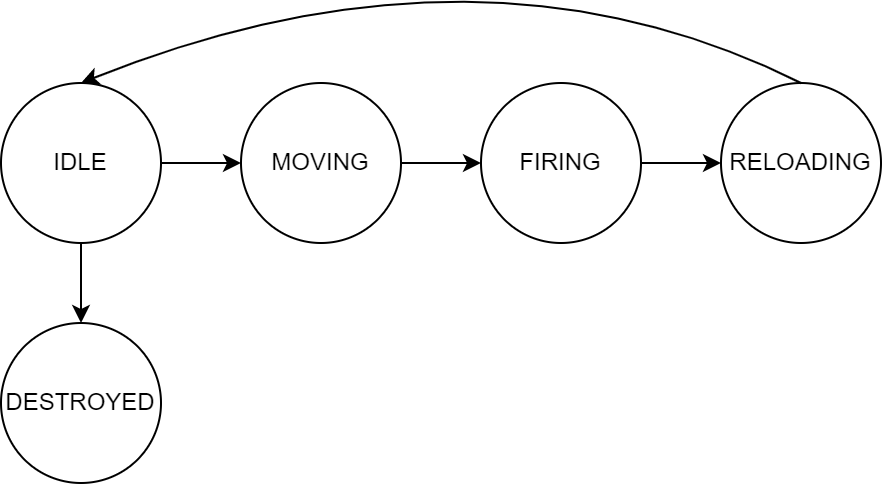 IDLE
MOVING
FIRING
RELOADING
DESTROYED